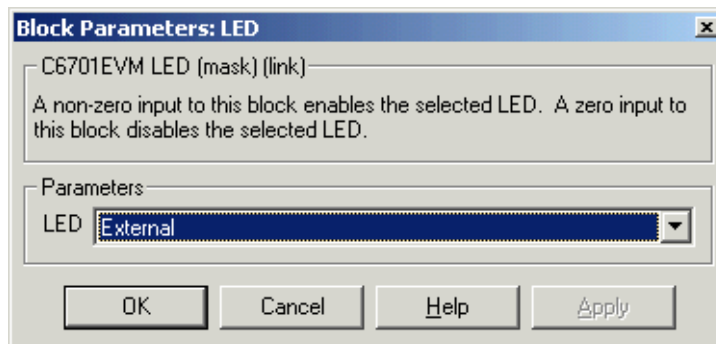 Block Parameters: LED
C6701EVM LED (mask) (link)
A non-zero input to this block enables the selected LED.  A zero input to
this block disables the selected LED.
Parameters
LED External
OK Cancel Help Apply